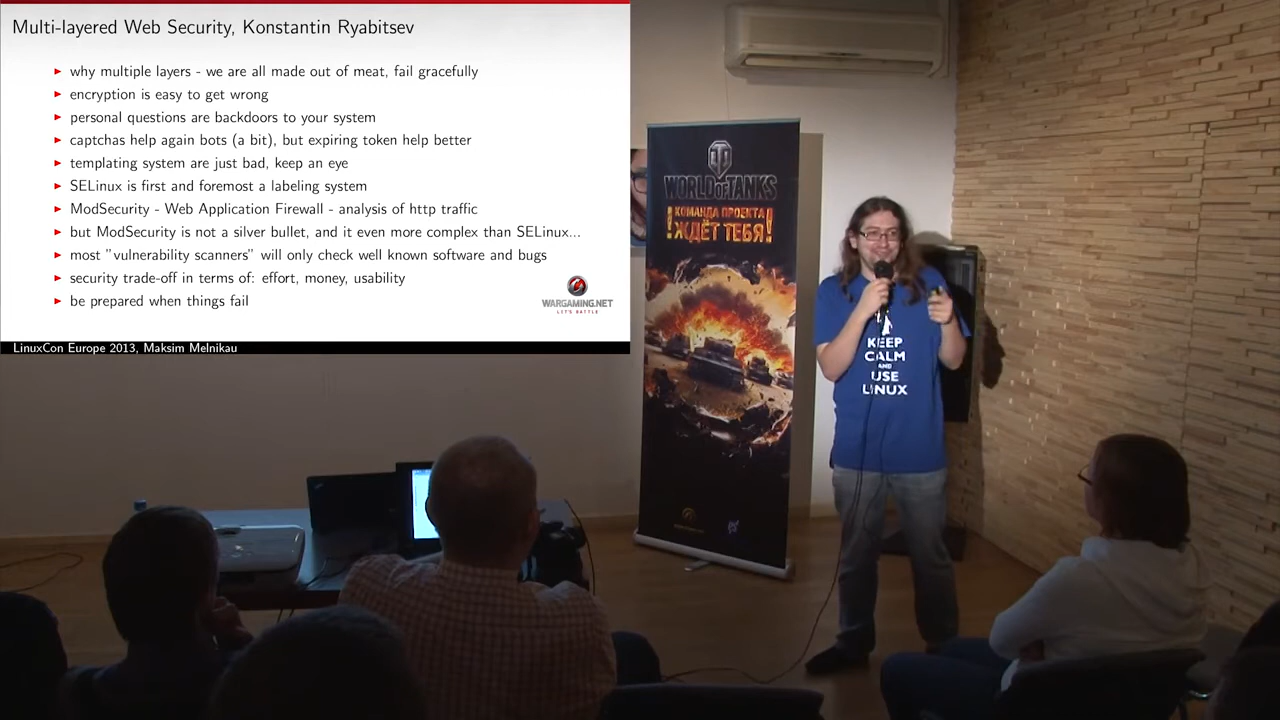 Multi-layered Web Security, Konstantin Ryabitsev
why multiple layers - we are all made out of meat, fail gracefully
encryption is easy to get wrong
personal questions are backdoors to your system
captchas help again bots (a bit), but expiring token help better
templating system are just bad, keep an eye
SELinux is first and foremost a labeling system
ModSecurity - Web Application Firewall - analysis of http traffic
but ModSecurity is not a silver bullet, and it even more complex than SELinux...
most "vulnerability scanners" will only check well known software and bugs
security trade-off in terms of: effort, money, usability
be prepared when things fail
WARGAMING.NET
LET'S BATTLE
LinuxCon Europe 2013, Maksim Melnikau
WORLD OF TANKS
КОМАНДА ПРОЕКТА
ЖДЁТ ТЕБЯ!
KEEP
CALM
AND
USE
LINUX